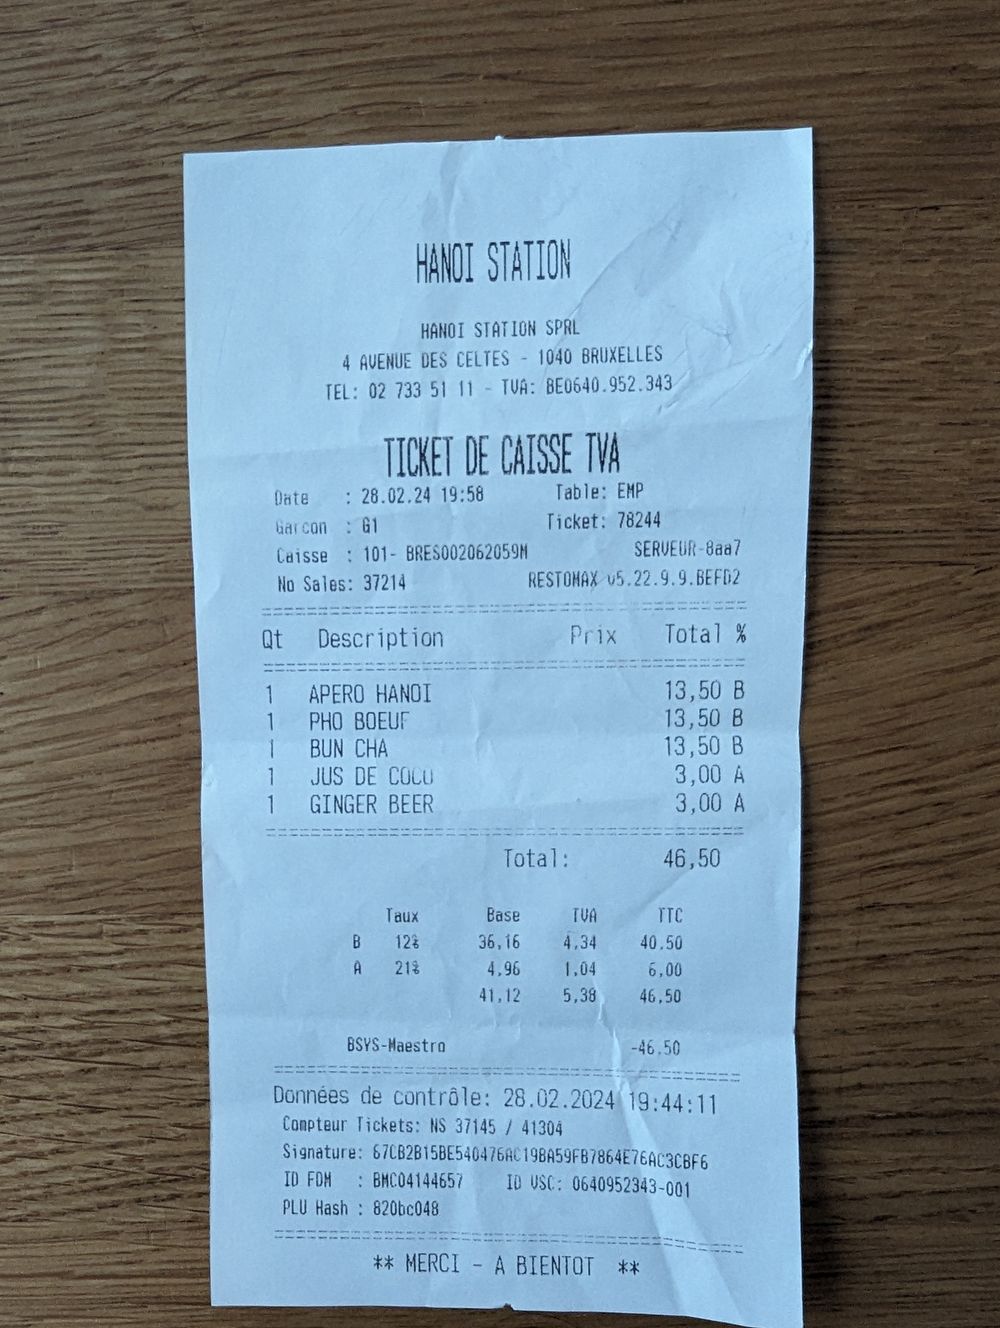 HANOI STATION
HANOI STATION SPRL
4 AVENUE DES CELTES - 1040 BRUXELLES
TEL: 02 733 51 11 - TVA: BE0640.952.343
TICKET DE CAISSE TVA
Date : 28.02.24 19:58 Table: EMP
Garcon : G1 Ticket: 78244
Caisse : 101- BRES002062059M SERVEUR-8aa7
No Sales: 37214 RESTOMAX v5.22.9.9.BEFD2
Qt Description Prix Total %
1 APERO HANOI 13,50 B
1 PHO BOEUF 13,50 B
1 BUN CHA 13,50 B
1 JUS DE COCO 3,00 A
1 GINGER BEER 3,00 A
Total: 46,50
Taux Base TVA TTC
B 12% 36,16 4,34 40,50
A 21% 4,96 1,04 6,00
41,12 5,38 46,50
BSYS-Maestro -46,50
Données de contrôle: 28.02.2024 19:44:11
Compteur Tickets: NS 37145 / 41304
Signature: 67CB2B15BE540476AC19BA59FB7864E76AC3CBF6
ID FDM : BMC04144657 ID VSC: 0640952343-001
PLU Hash : 820bc048
** MERCI - A BIENTOT **